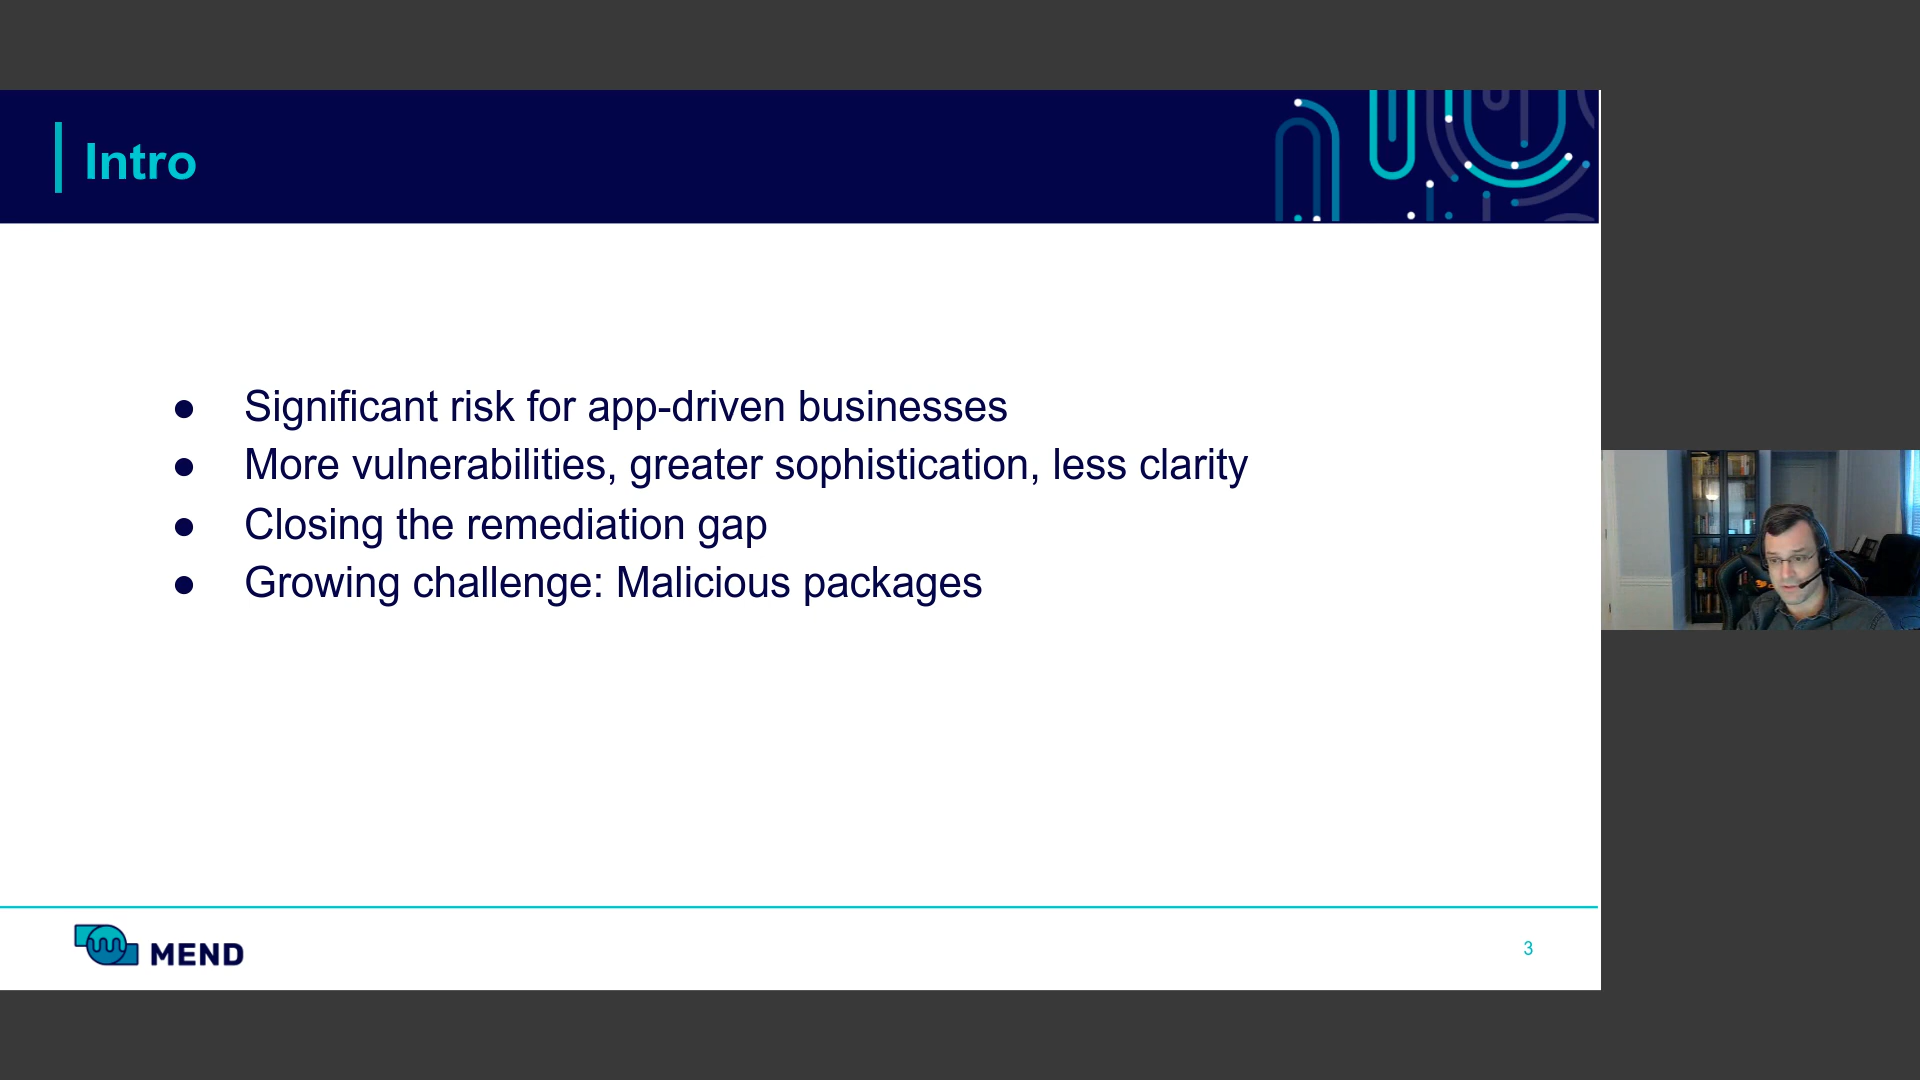 Intro
● Significant risk for app-driven businesses
● More vulnerabilities, greater sophistication, less clarity
● Closing the remediation gap
● Growing challenge: Malicious packages
MEND
3